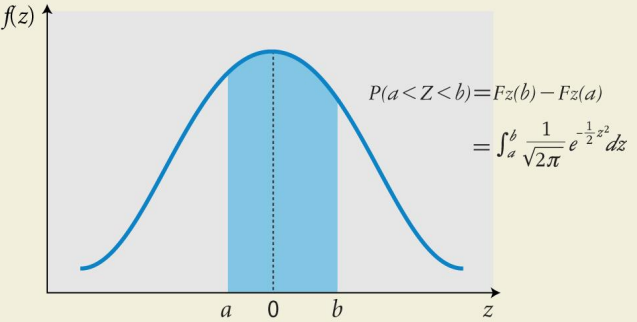 f(z)
P(a<Z<b)=Fz(b)−Fz(a)
=∫ₐᵇ 1/√2π e^-½z² dz
a 0 b z